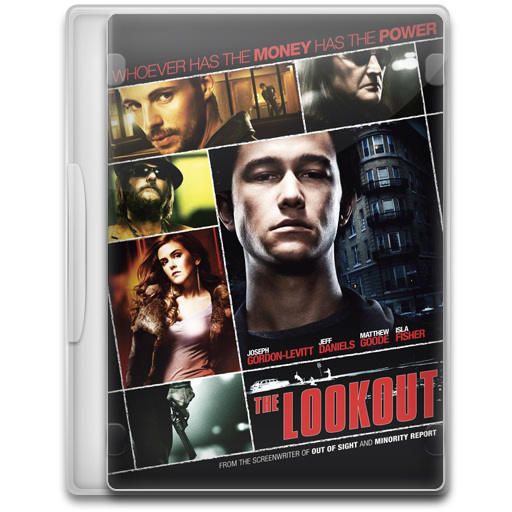 WHOEVER HAS THE MONEY HAS THE POWER
JOSEPH GORDON-LEVITT
JEFF DANIELS
MATTHEW GOODE
ISLA FISHER
THE LOOKOUT
FROM THE SCREENWRITER OF OUT OF SIGHT AND MINORITY REPORT